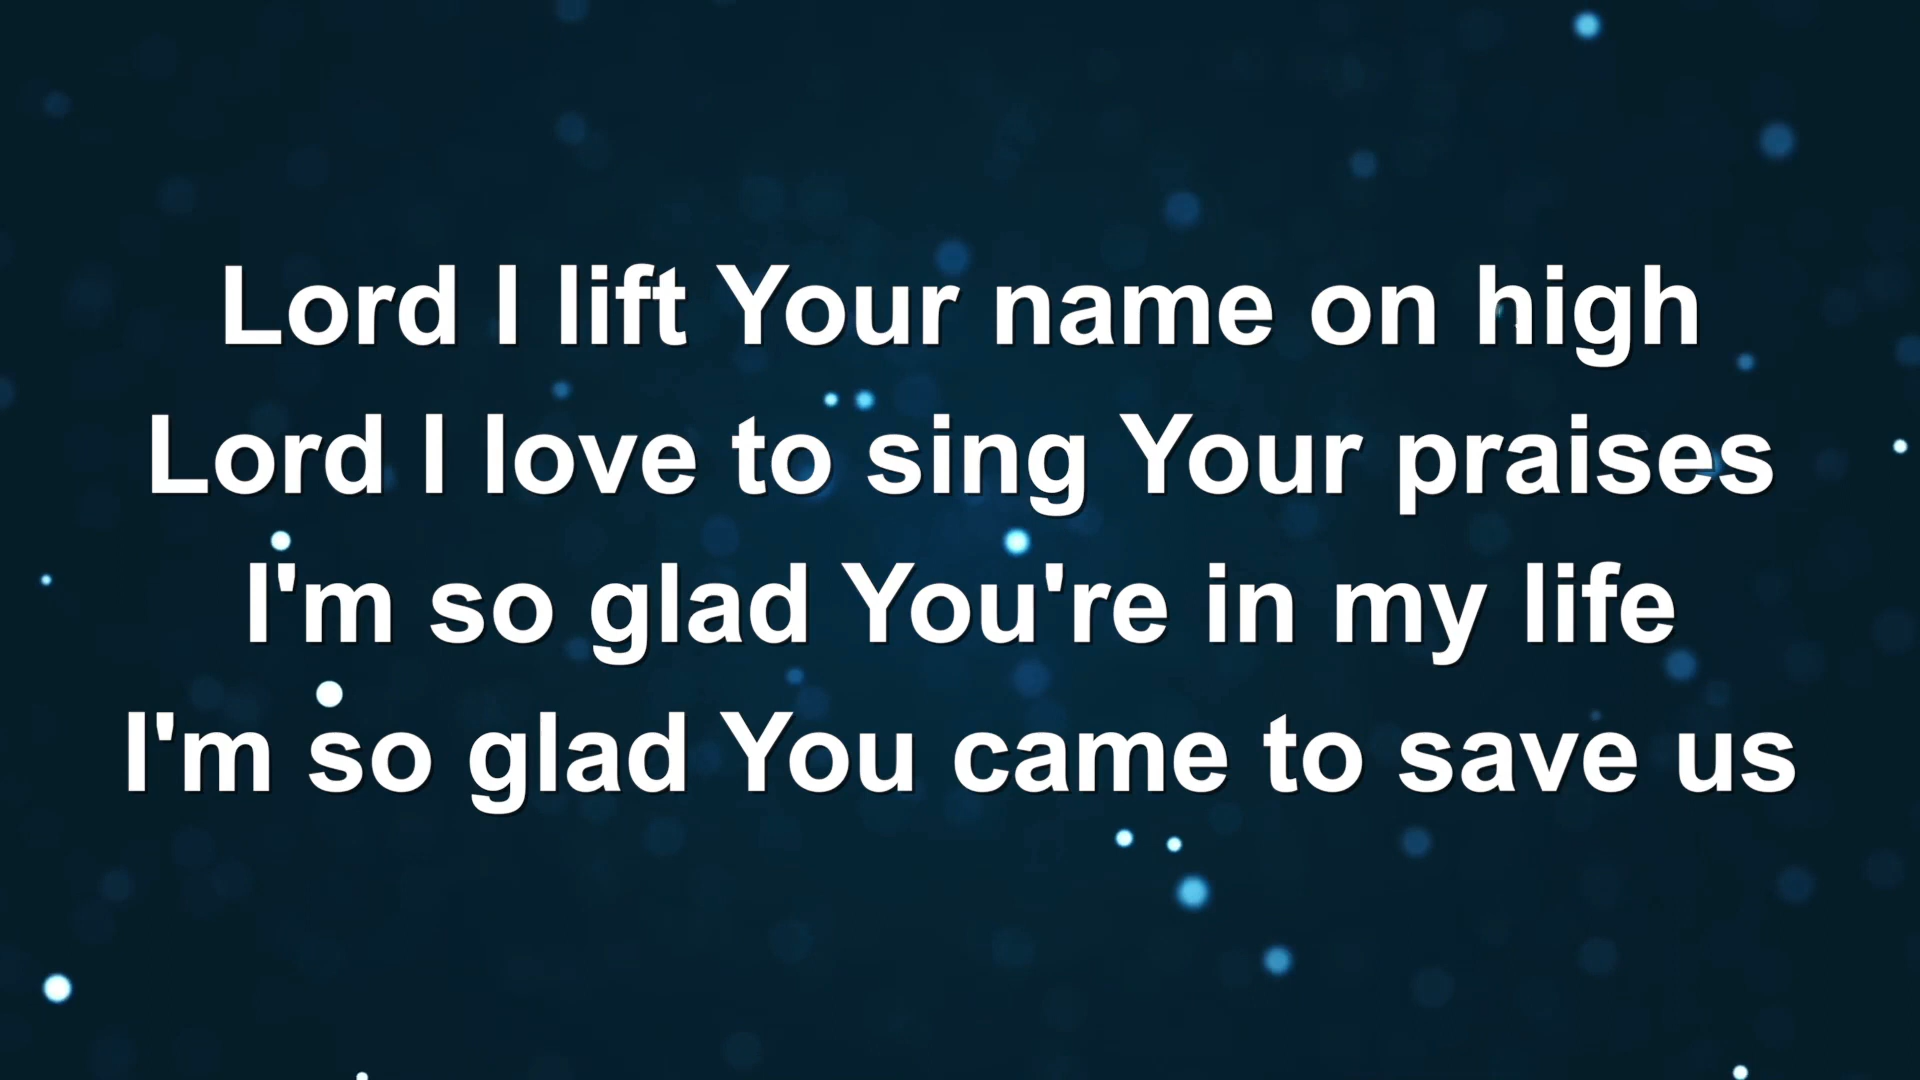 Lord I lift Your name on high
Lord I love to sing Your praises
I'm so glad You're in my life
I'm so glad You came to save us